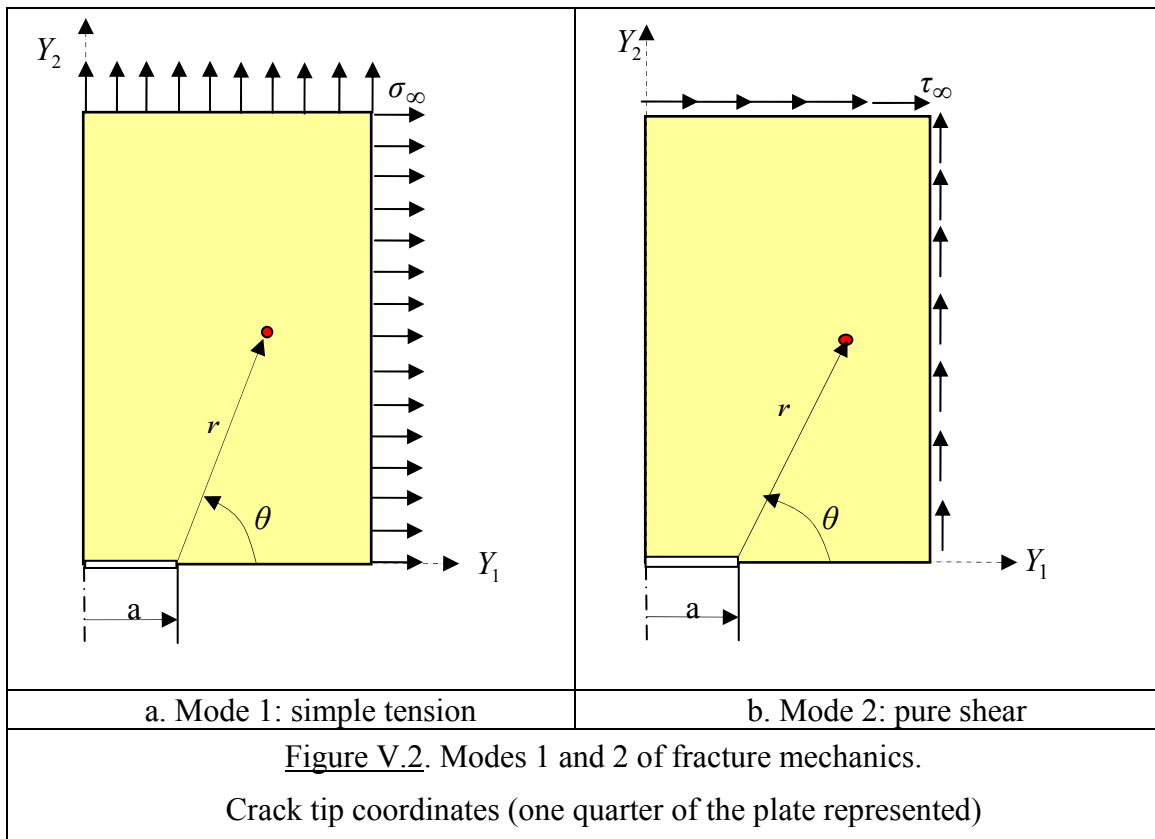 Y₂
σ∞
r
θ
Y₁
a
a. Mode 1: simple tension
Y₂
τ∞
r
θ
Y₁
a
b. Mode 2: pure shear
Figure V.2. Modes 1 and 2 of fracture mechanics.
Crack tip coordinates (one quarter of the plate represented)